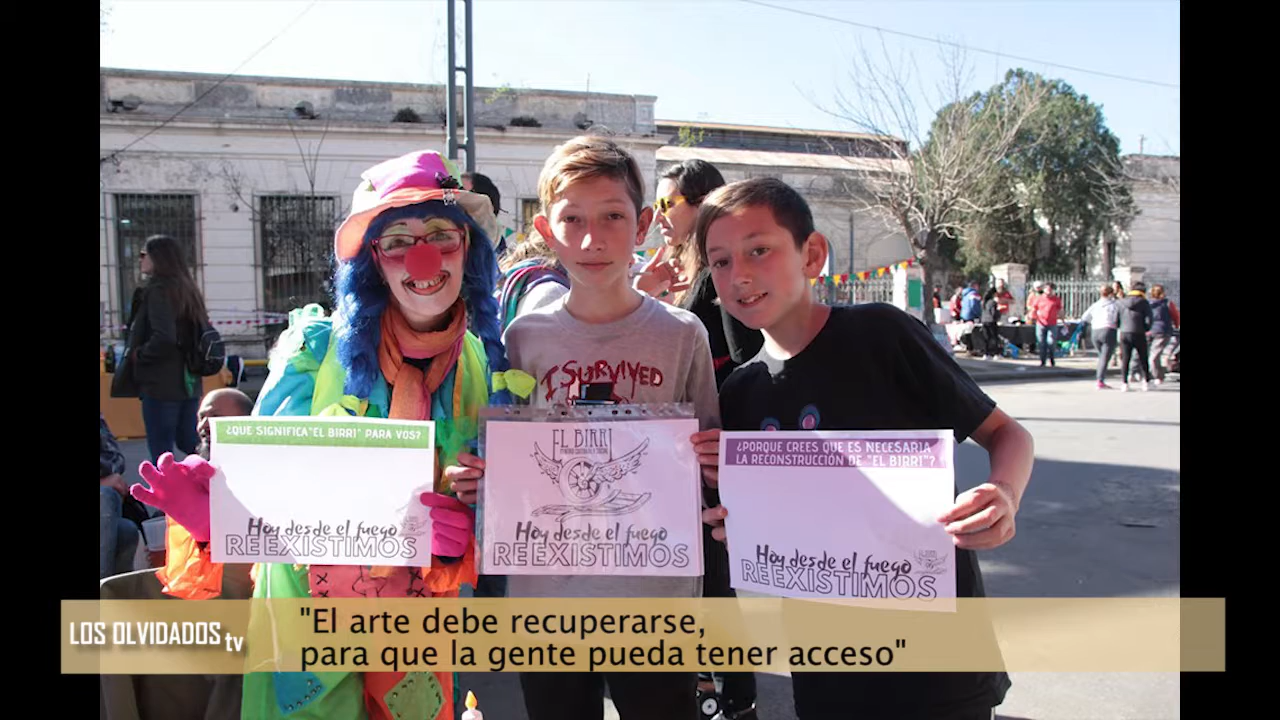 I SURVIVED
¿QUE SIGNIFICA"EL BIRRI" PARA VOS?
Hoy desde el fuego
REEXISTIMOS
EL BIRRI
Hoy desde el fuego
REEXISTIMOS
¿PORQUE CREES QUE ES NECESARIA
LA RECONSTRUCCIÓN DE "EL BIRRI"?
Hoy desde el fuego
REEXISTIMOS
LOS OLVIDADOS tv
"El arte debe recuperarse,
para que la gente pueda tener acceso"